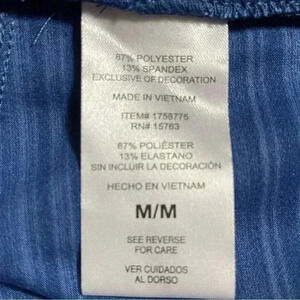 87% POLYESTER
13% SPANDEX
EXCLUSIVE OF DECORATION
MADE IN VIETNAM
ITEM# 1758775
RN# 15763
87% POLIÉSTER
13% ELASTANO
SIN INCLUIR LA DECORACIÓN
HECHO EN VIETNAM
M/M
SEE REVERSE
FOR CARE
VER CUIDADOS
AL DORSO